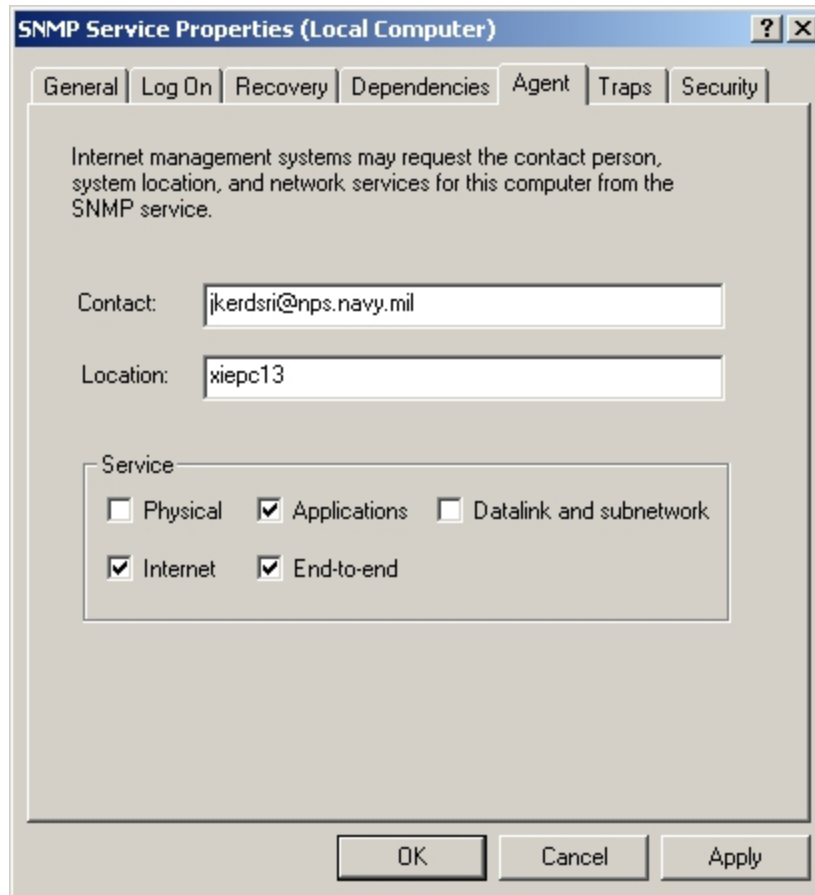 SNMP Service Properties (Local Computer)
General Log On Recovery Dependencies Agent Traps Security
Internet management systems may request the contact person,
system location, and network services for this computer from the
SNMP service.
Contact: jkerdsri@nps.navy.mil
Location: xiepc13
Service
Physical Applications Datalink and subnetwork
Internet End-to-end
OK Cancel Apply